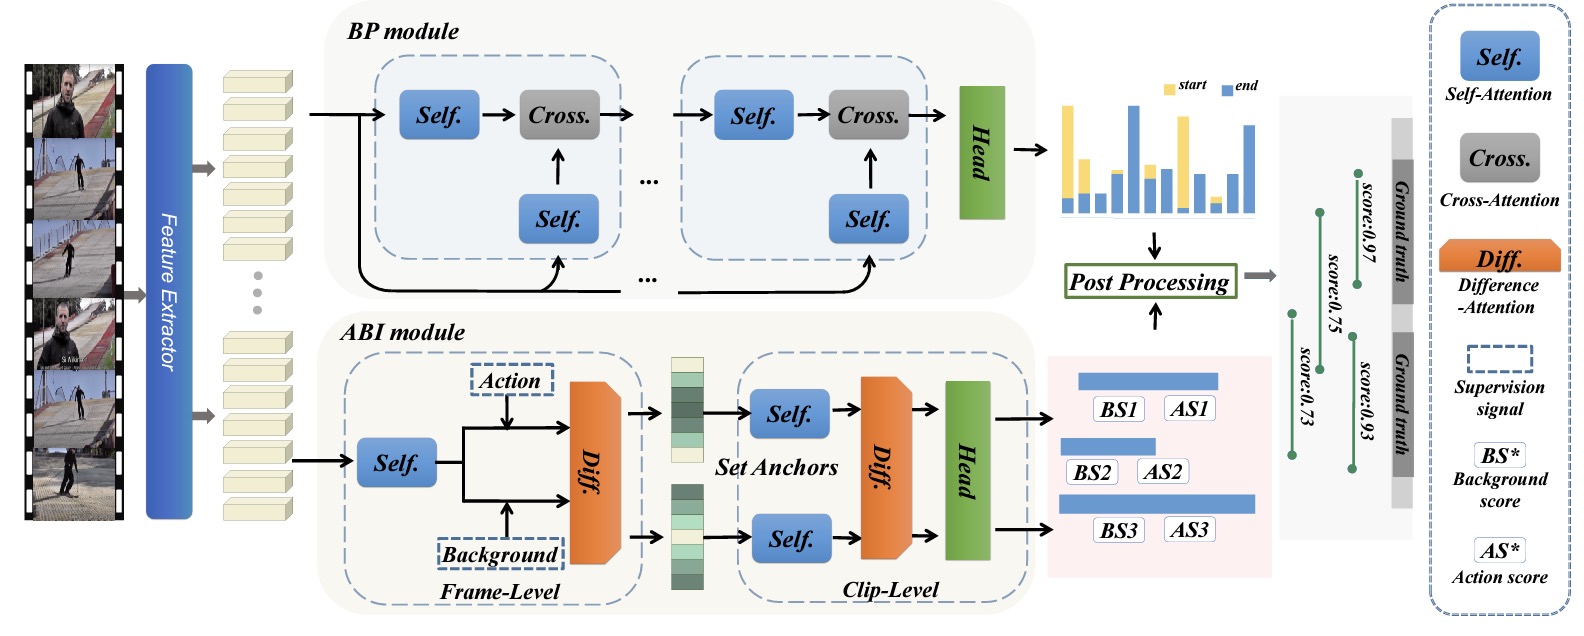 BP module
Self.
Cross.
Self.
...
Self.
Cross.
Self.
...
Head
start
end
Feature Extractor
Post Processing
ABI module
Action
Self.
Background
Diff.
Frame-Level
Self.
Set Anchors
Self.
Diff.
Head
Clip-Level
BS1
AS1
BS2
AS2
BS3
AS3
score:0.97
score:0.75
score:0.73
score:0.93
Ground truth
Ground truth
Self.
Self-Attention
Cross.
Cross-Attention
Diff.
Difference
-Attention
Supervision
signal
BS*
Background
score
AS*
Action score